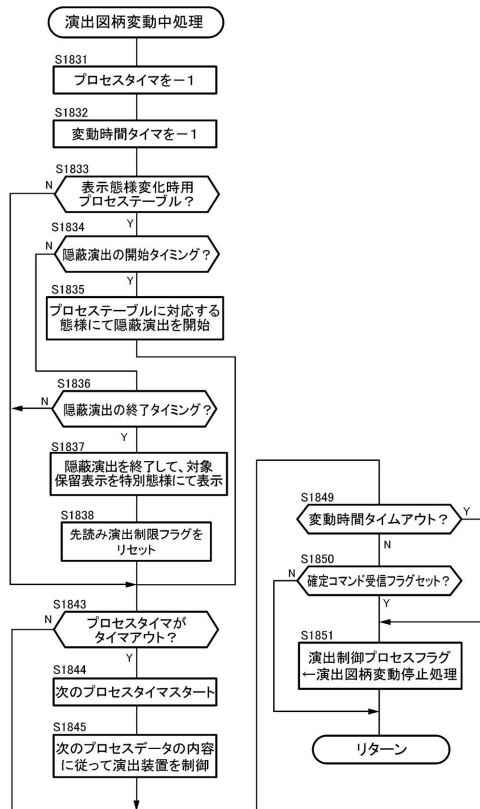 演出図柄変動中処理
S1831
プロセスタイマを－1
S1832
変動時間タイマを－1
S1833
N
表示態様変化時用
プロセステーブル？
Y
S1834
N
隠蔽演出の開始タイミング？
Y
S1835
プロセステーブルに対応する
態様にて隠蔽演出を開始
S1836
N
隠蔽演出の終了タイミング？
Y
S1837
隠蔽演出を終了して、対象
保留表示を特別態様にて表示
S1838
先読み演出制限フラグを
リセット
S1843
N
プロセスタイマが
タイマアウト？
Y
S1844
次のプロセスタイマスタート
S1845
次のプロセスデータの内容
に従って演出装置を制御
S1849
変動時間タイムアウト？
Y
N
S1850
N
確定コマンド受信フラグセット？
Y
S1851
演出制御プロセスフラグ
←演出図柄変動停止処理
リターン